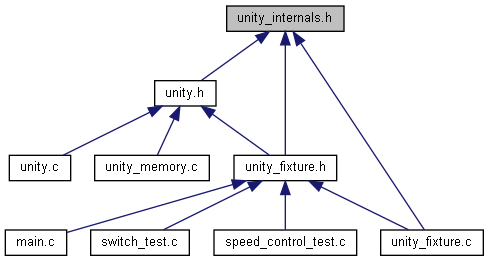 unity_internals.h
unity.h
unity.c
unity_memory.c
unity_fixture.h
main.c
switch_test.c
speed_control_test.c
unity_fixture.c